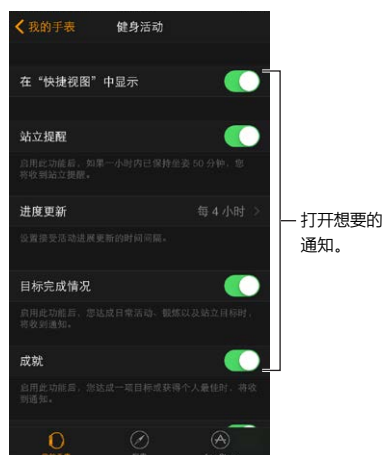 我的手表
健身活动
在“快捷视图”中显示
站立提醒
启用此功能后，如果一小时内已保持坐姿 50 分钟，您
将收到站立提醒。
进度更新
每 4 小时
设置接受活动进展更新的时间间隔。
目标完成情况
启用此功能后，您达成日常活动、锻炼以及站立目标时，
将收到通知。
成就
启用此功能后，您达成一项目标或获得个人最佳时，将收
到通知。
打开想要的
通知。